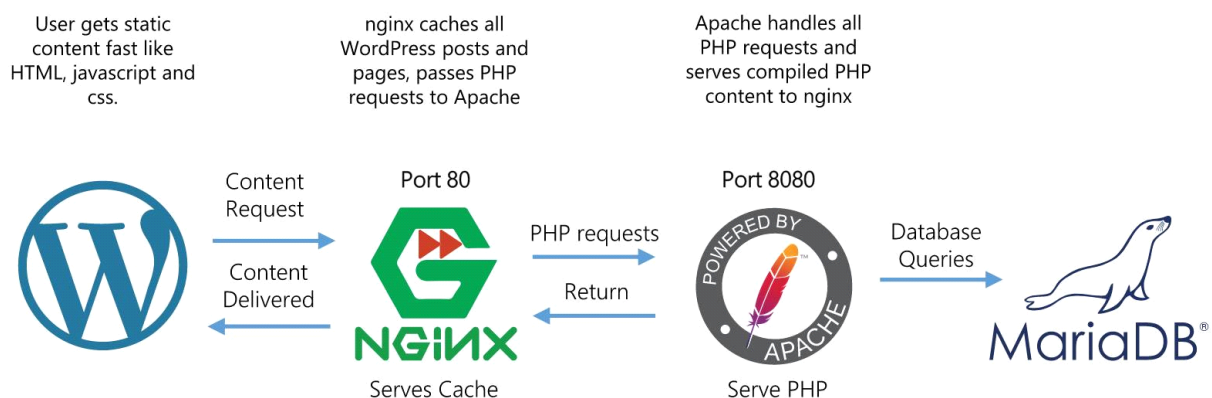 User gets static
content fast like
HTML, javascript and
css.
nginx caches all
WordPress posts and
pages, passes PHP
requests to Apache
Apache handles all
PHP requests and
serves compiled PHP
content to nginx
W
Content
Request
Content
Delivered
Port 80
G
NGiNX
Serves Cache
PHP requests
Return
Port 8080
POWERED BY
APACHE
TM
Serve PHP
Database
Queries
MariaDB®